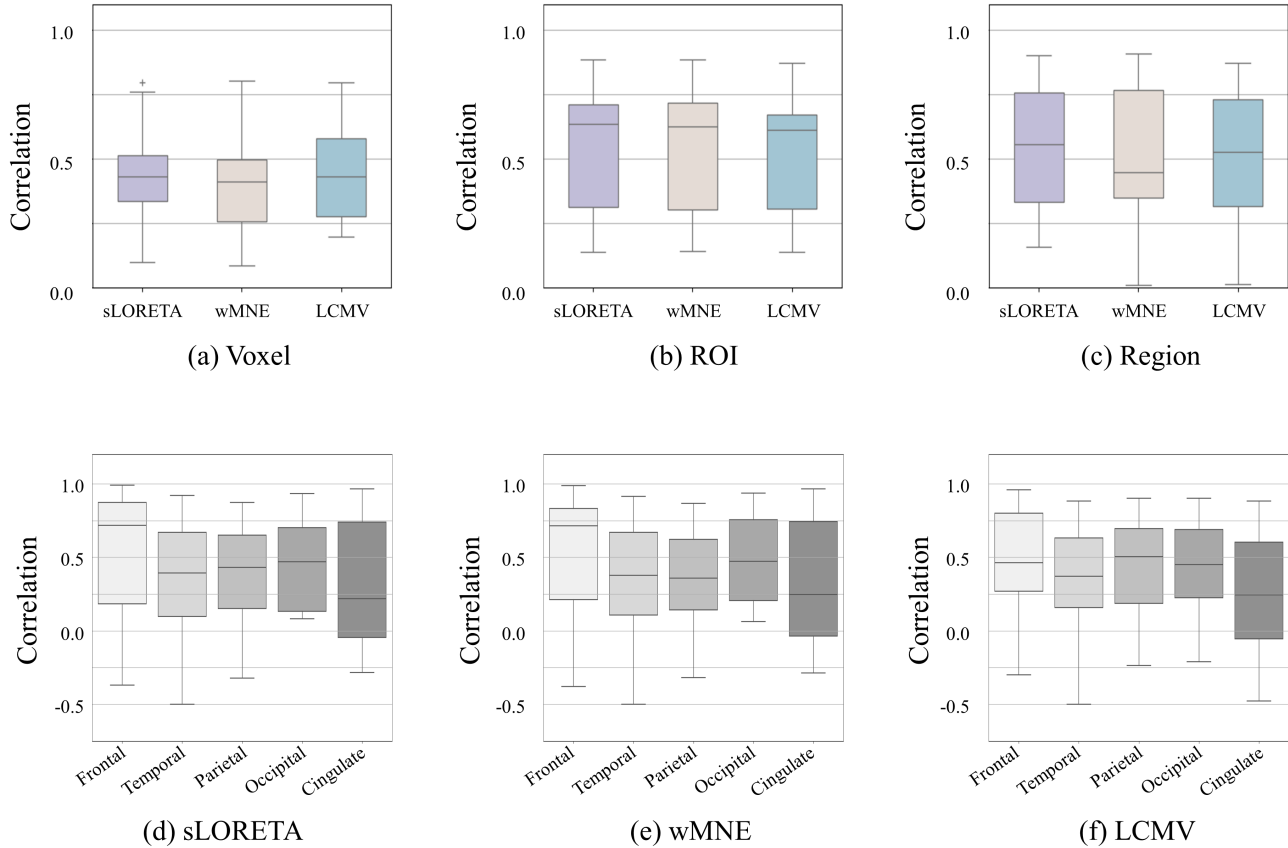 1.0
0.5
0.0
Correlation
sLORETA wMNE LCMV
(a) Voxel
1.0
0.5
0.0
Correlation
sLORETA wMNE LCMV
(b) ROI
1.0
0.5
0.0
Correlation
sLORETA wMNE LCMV
(c) Region
1.0
0.5
0.0
-0.5
Correlation
Frontal Temporal Parietal Occipital Cingulate
(d) sLORETA
1.0
0.5
0.0
-0.5
Correlation
Frontal Temporal Parietal Occipital Cingulate
(e) wMNE
1.0
0.5
0.0
-0.5
Correlation
Frontal Temporal Parietal Occipital Cingulate
(f) LCMV